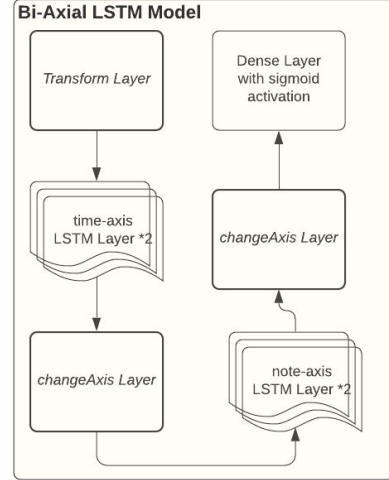 Bi-Axial LSTM Model
Transform Layer
time-axis
LSTM Layer *2
changeAxis Layer
note-axis
LSTM Layer *2
changeAxis Layer
Dense Layer
with sigmoid
activation